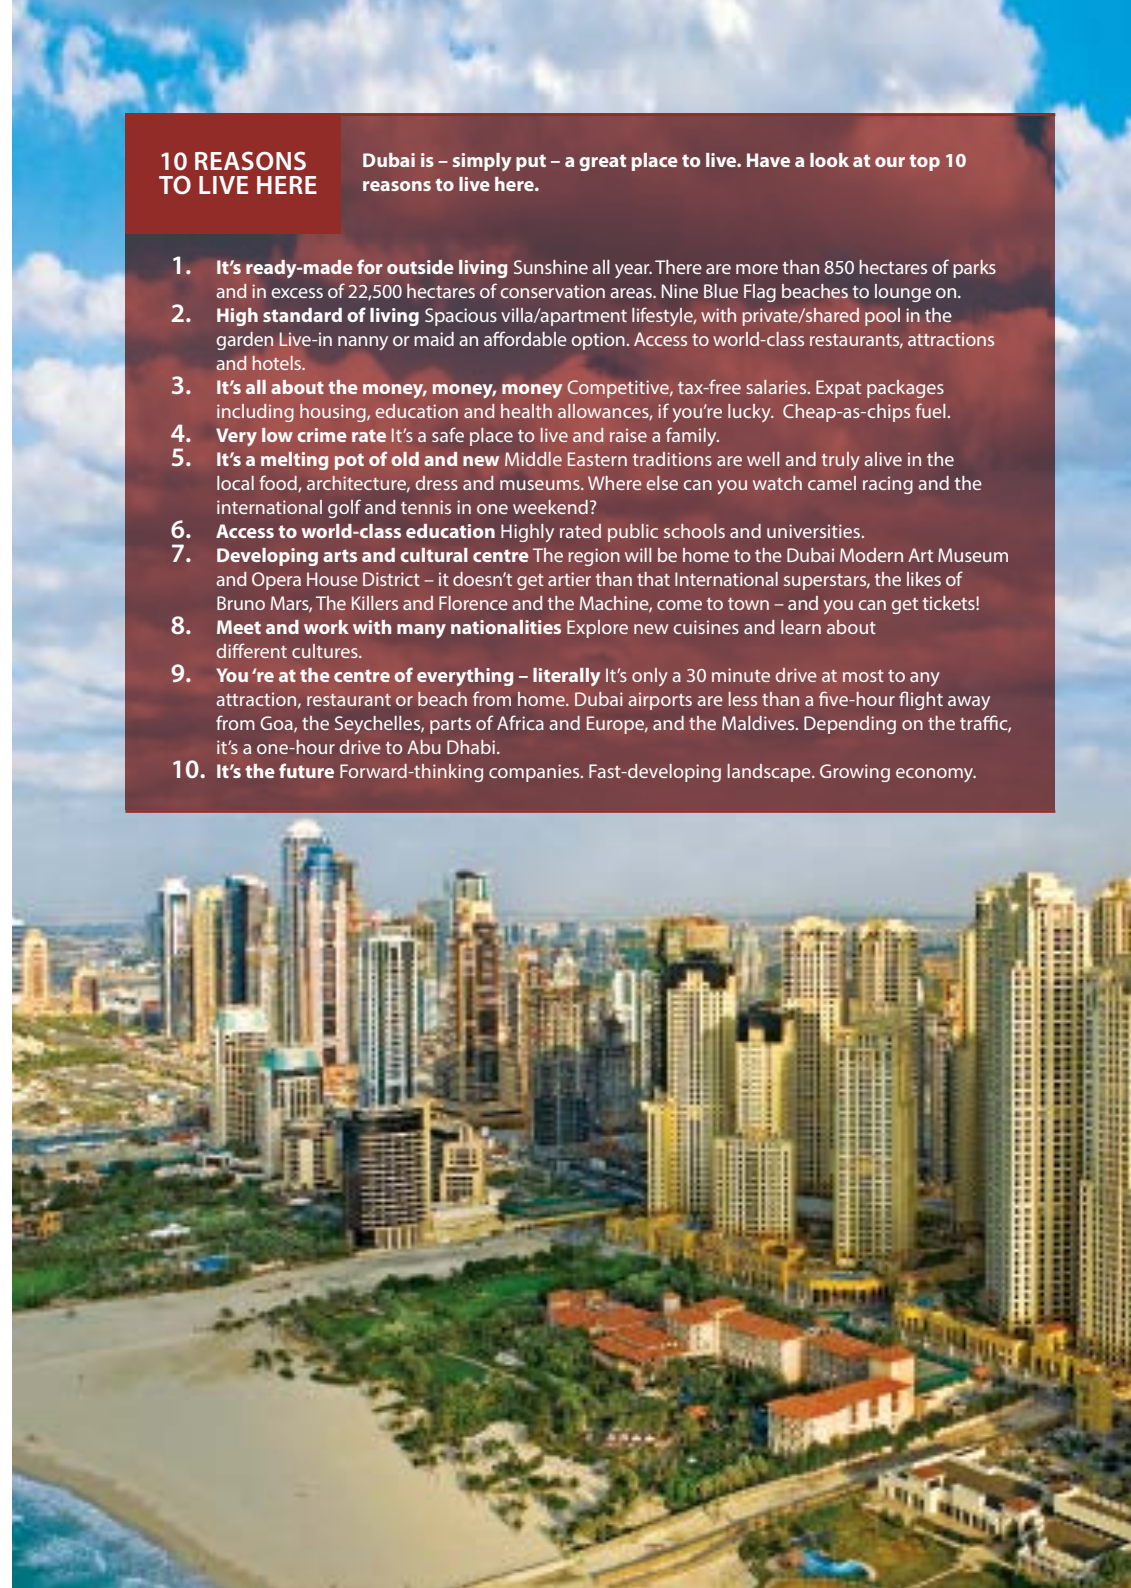 10 REASONS
TO LIVE HERE
Dubai is – simply put – a great place to live. Have a look at our top 10
reasons to live here.
1. It’s ready-made for outside living Sunshine all year. There are more than 850 hectares of parks
and in excess of 22,500 hectares of conservation areas. Nine Blue Flag beaches to lounge on.
2. High standard of living Spacious villa/apartment lifestyle, with private/shared pool in the
garden Live-in nanny or maid an affordable option. Access to world-class restaurants, attractions
and hotels.
3. It’s all about the money, money, money Competitive, tax-free salaries. Expat packages
including housing, education and health allowances, if you’re lucky. Cheap-as-chips fuel.
4. Very low crime rate It’s a safe place to live and raise a family.
5. It’s a melting pot of old and new Middle Eastern traditions are well and truly alive in the
local food, architecture, dress and museums. Where else can you watch camel racing and the
international golf and tennis in one weekend?
6. Access to world-class education Highly rated public schools and universities.
7. Developing arts and cultural centre The region will be home to the Dubai Modern Art Museum
and Opera House District – it doesn’t get artier than that International superstars, the likes of
Bruno Mars, The Killers and Florence and the Machine, come to town – and you can get tickets!
8. Meet and work with many nationalities Explore new cuisines and learn about
different cultures.
9. You ‘re at the centre of everything – literally It’s only a 30 minute drive at most to any
attraction, restaurant or beach from home. Dubai airports are less than a five-hour flight away
from Goa, the Seychelles, parts of Africa and Europe, and the Maldives. Depending on the traffic,
it’s a one-hour drive to Abu Dhabi.
10. It’s the future Forward-thinking companies. Fast-developing landscape. Growing economy.